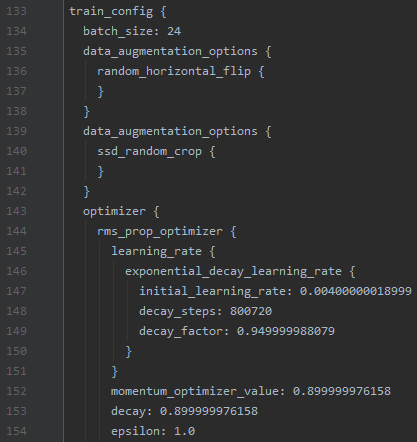 133 train_config {
134   batch_size: 24
135   data_augmentation_options {
136     random_horizontal_flip {
137     }
138   }
139   data_augmentation_options {
140     ssd_random_crop {
141     }
142   }
143   optimizer {
144     rms_prop_optimizer {
145       learning_rate {
146         exponential_decay_learning_rate {
147           initial_learning_rate: 0.00400000018999
148           decay_steps: 800720
149           decay_factor: 0.949999988079
150         }
151       }
152       momentum_optimizer_value: 0.899999976158
153       decay: 0.899999976158
154       epsilon: 1.0